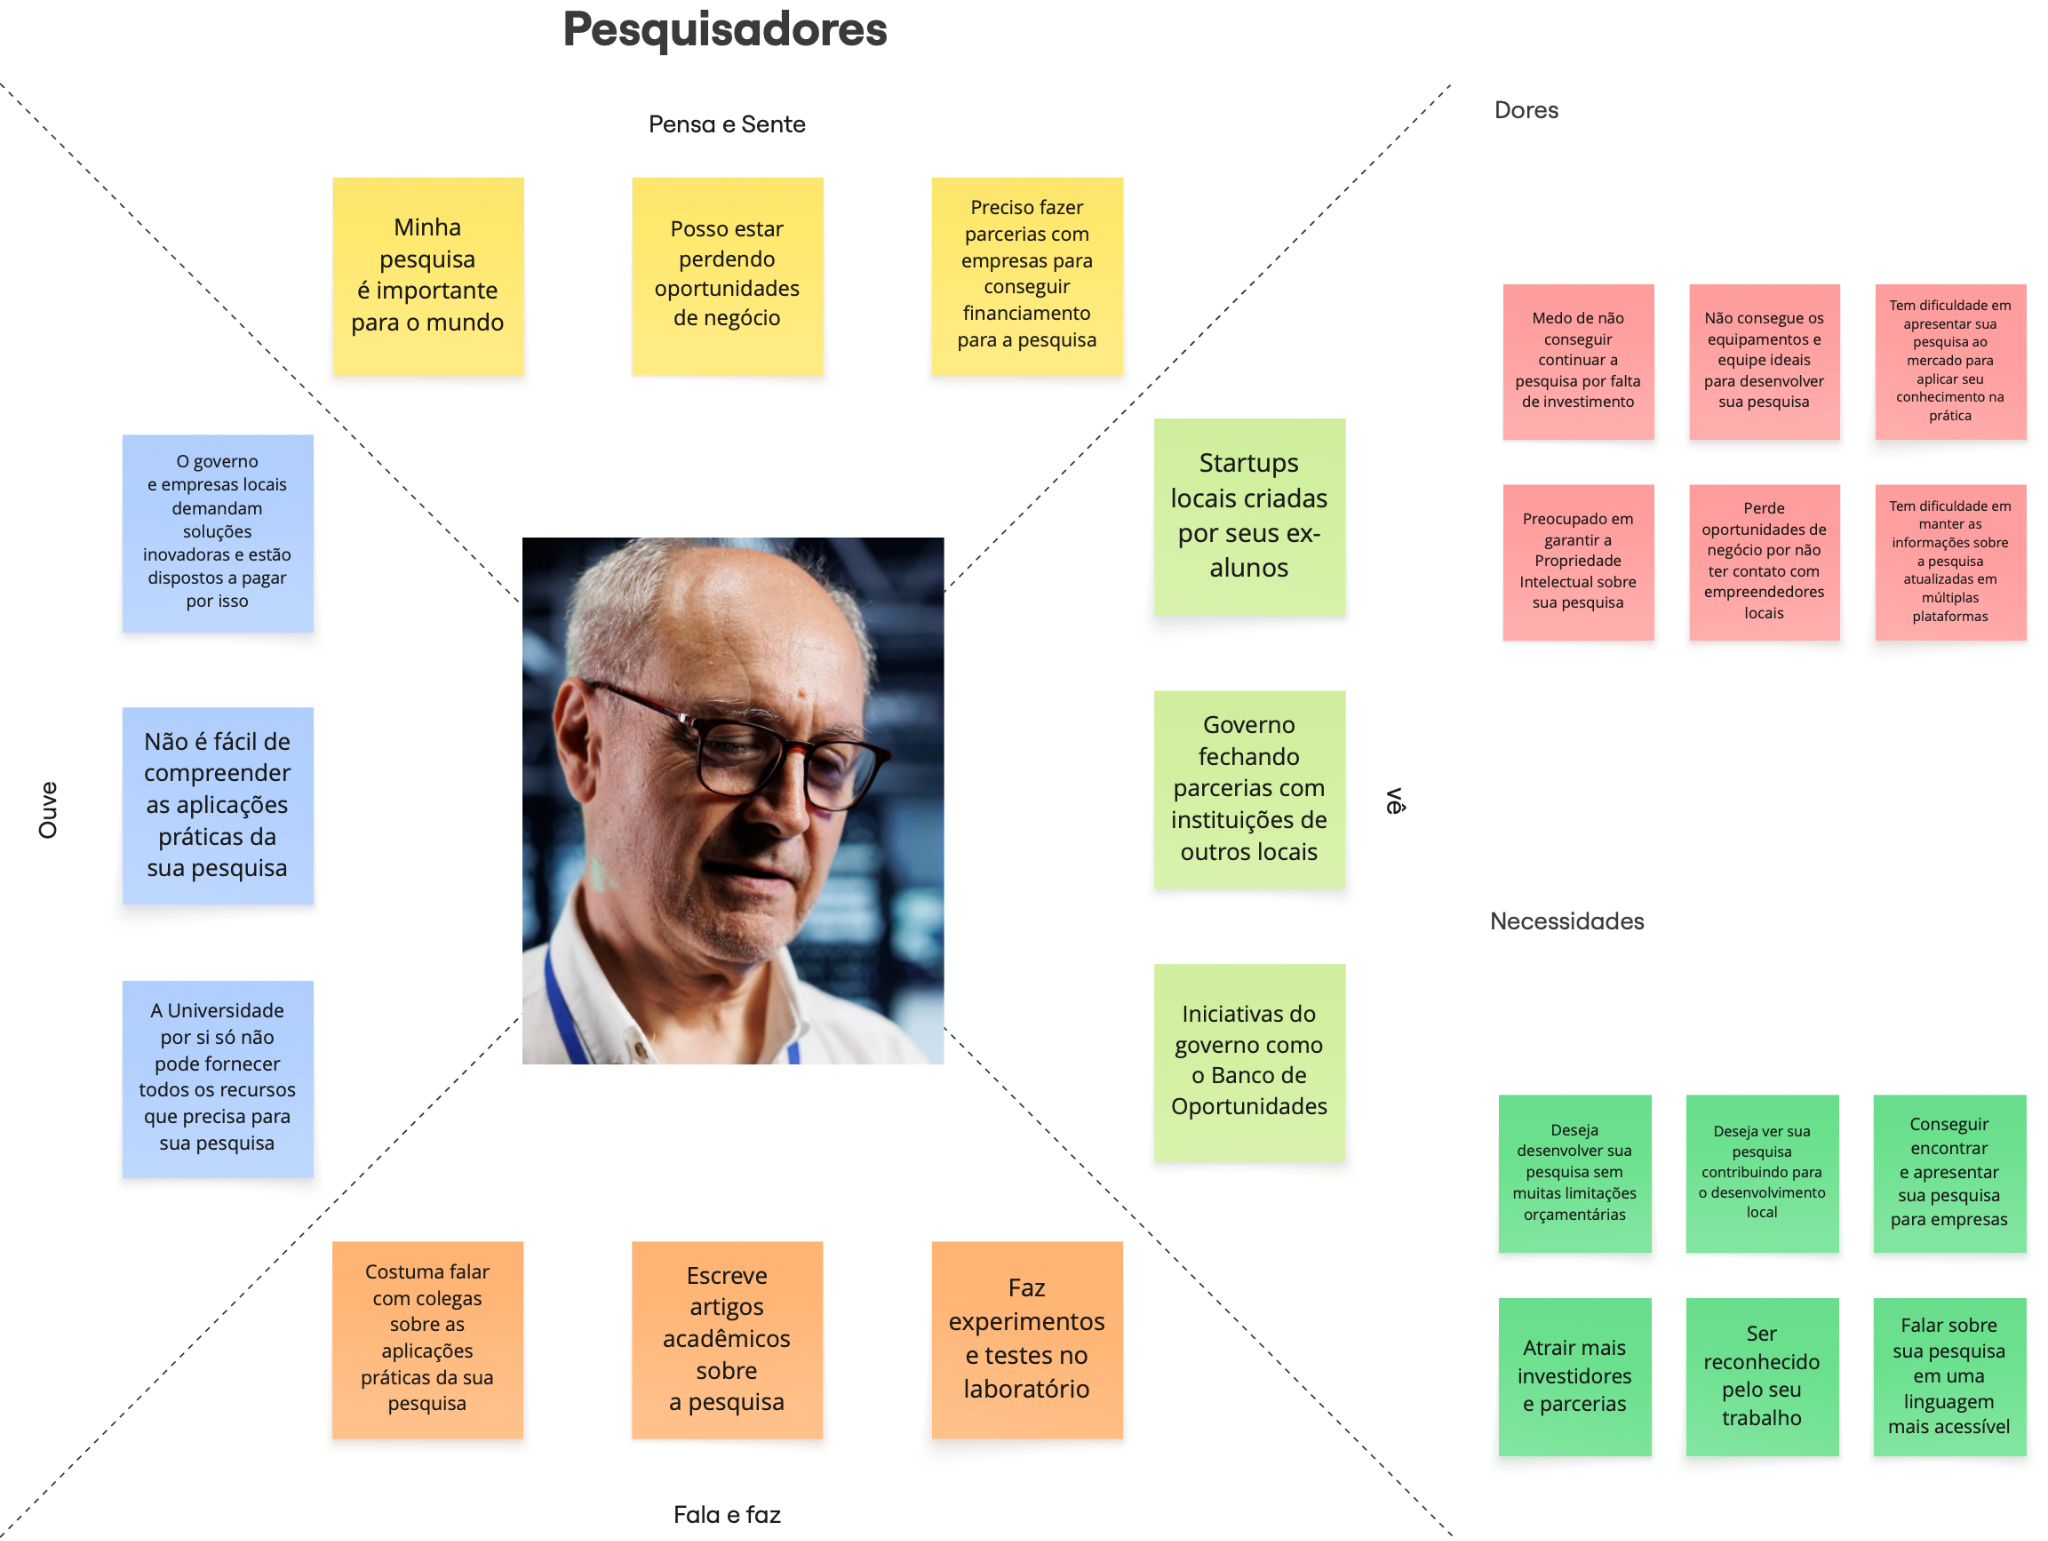 Pesquisadores
Pensa e Sente
Minha
pesquisa
é importante
para o mundo
Posso estar
perdendo
oportunidades
de negócio
Preciso fazer
parcerias com
empresas para
conseguir
financiamento
para a pesquisa
Ouve
O governo
e empresas locais
demandam
soluções
inovadoras e estão
dispostos a pagar
por isso
Não é fácil de
compreender
as aplicações
práticas da
sua pesquisa
A Universidade
por si só não
pode fornecer
todos os recursos
que precisa para
sua pesquisa
Startups
locais criadas
por seus ex-
alunos
Governo
fechando
parcerias com
instituições de
outros locais
Iniciativas do
governo como
o Banco de
Oportunidades
vê
Costuma falar
com colegas
sobre as
aplicações
práticas da sua
pesquisa
Escreve
artigos
acadêmicos
sobre
a pesquisa
Faz
experimentos
e testes no
laboratório
Fala e faz
Dores
Medo de não
conseguir
continuar a
pesquisa por falta
de investimento
Não consegue os
equipamentos e
equipe ideais
para desenvolver
sua pesquisa
Tem dificuldade em
apresentar sua
pesquisa ao
mercado para
aplicar seu
conhecimento na
prática
Preocupado em
garantir a
Propriedade
Intelectual sobre
sua pesquisa
Perde
oportunidades de
negócio por não
ter contato com
empreendedores
locais
Tem dificuldade em
manter as
informações sobre
a pesquisa
atualizadas em
múltiplas
plataformas
Necessidades
Deseja
desenvolver sua
pesquisa sem
muitas limitações
orçamentárias
Deseja ver sua
pesquisa
contribuindo para
o desenvolvimento
local
Conseguir
encontrar
e apresentar
sua pesquisa
para empresas
Atrair mais
investidores
e parcerias
Ser
reconhecido
pelo seu
trabalho
Falar sobre
sua pesquisa
em uma
linguagem
mais acessível